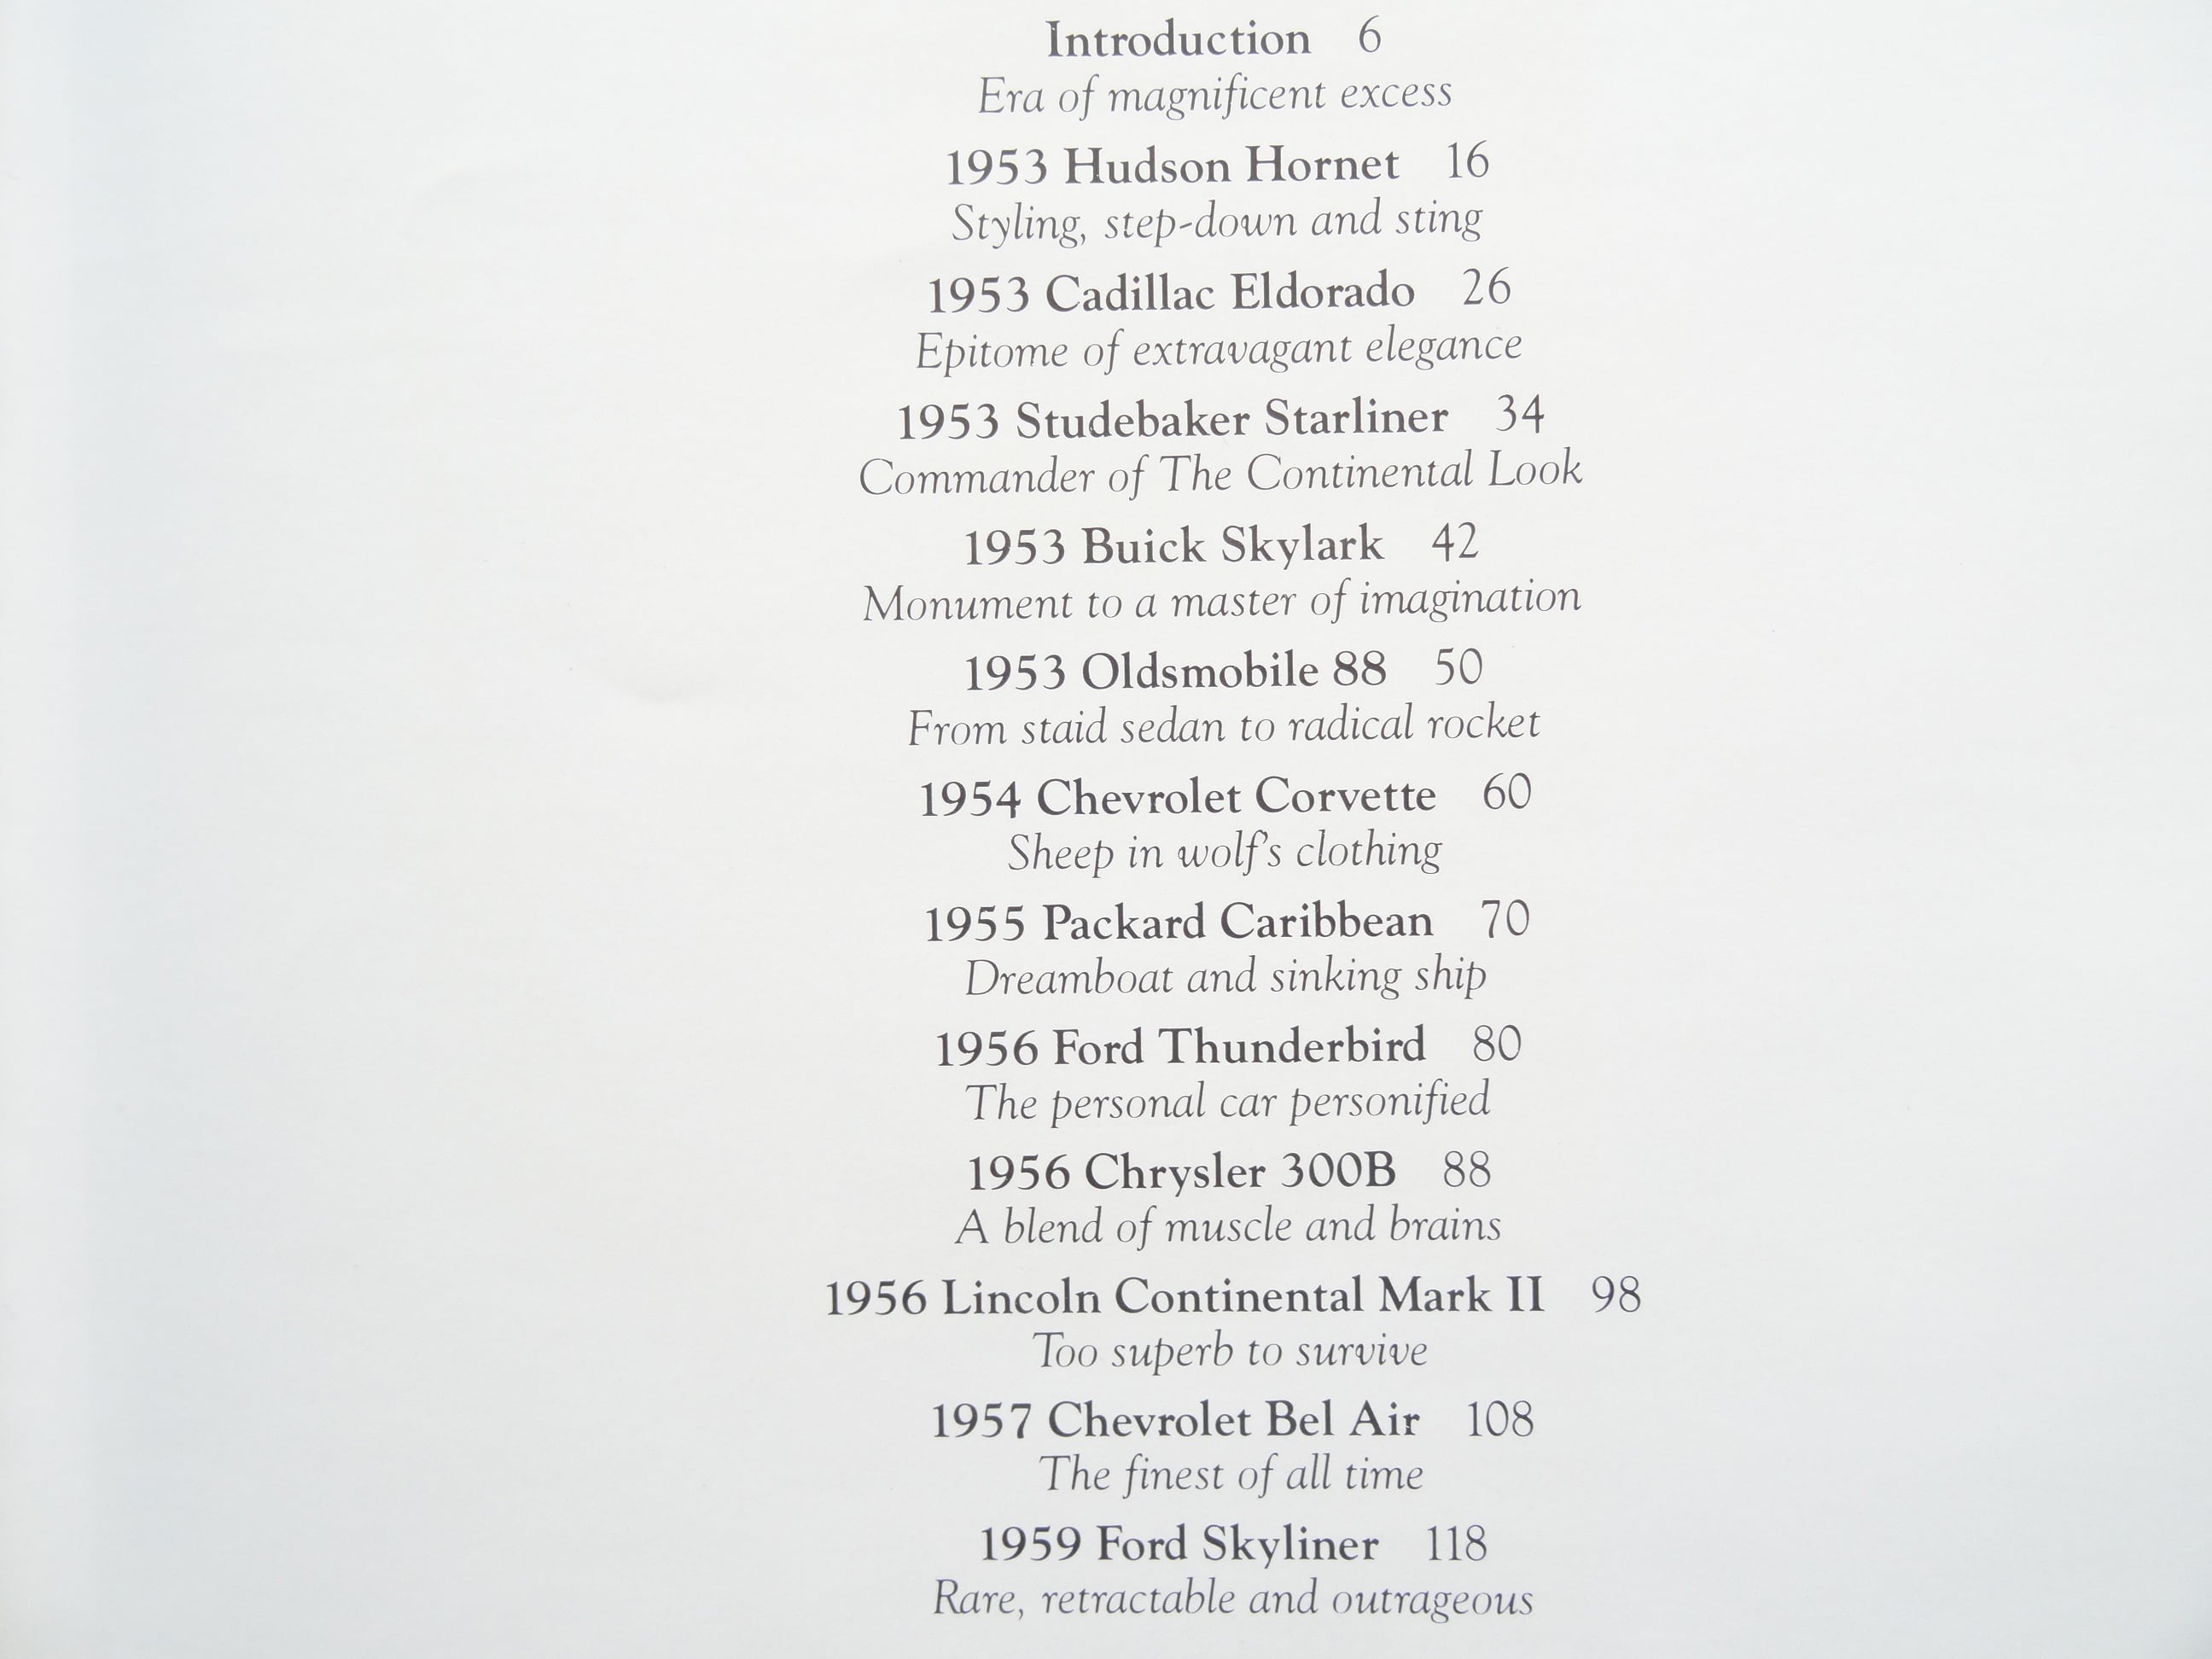 Introduction 6
Era of magnificent excess
1953 Hudson Hornet 16
Styling, step-down and sting
1953 Cadillac Eldorado 26
Epitome of extravagant elegance
1953 Studebaker Starliner 34
Commander of The Continental Look
1953 Buick Skylark 42
Monument to a master of imagination
1953 Oldsmobile 88 50
From staid sedan to radical rocket
1954 Chevrolet Corvette 60
Sheep in wolf's clothing
1955 Packard Caribbean 70
Dreamboat and sinking ship
1956 Ford Thunderbird 80
The personal car personified
1956 Chrysler 300B 88
A blend of muscle and brains
1956 Lincoln Continental Mark II 98
Too superb to survive
1957 Chevrolet Bel Air 108
The finest of all time
1959 Ford Skyliner 118
Rare, retractable and outrageous